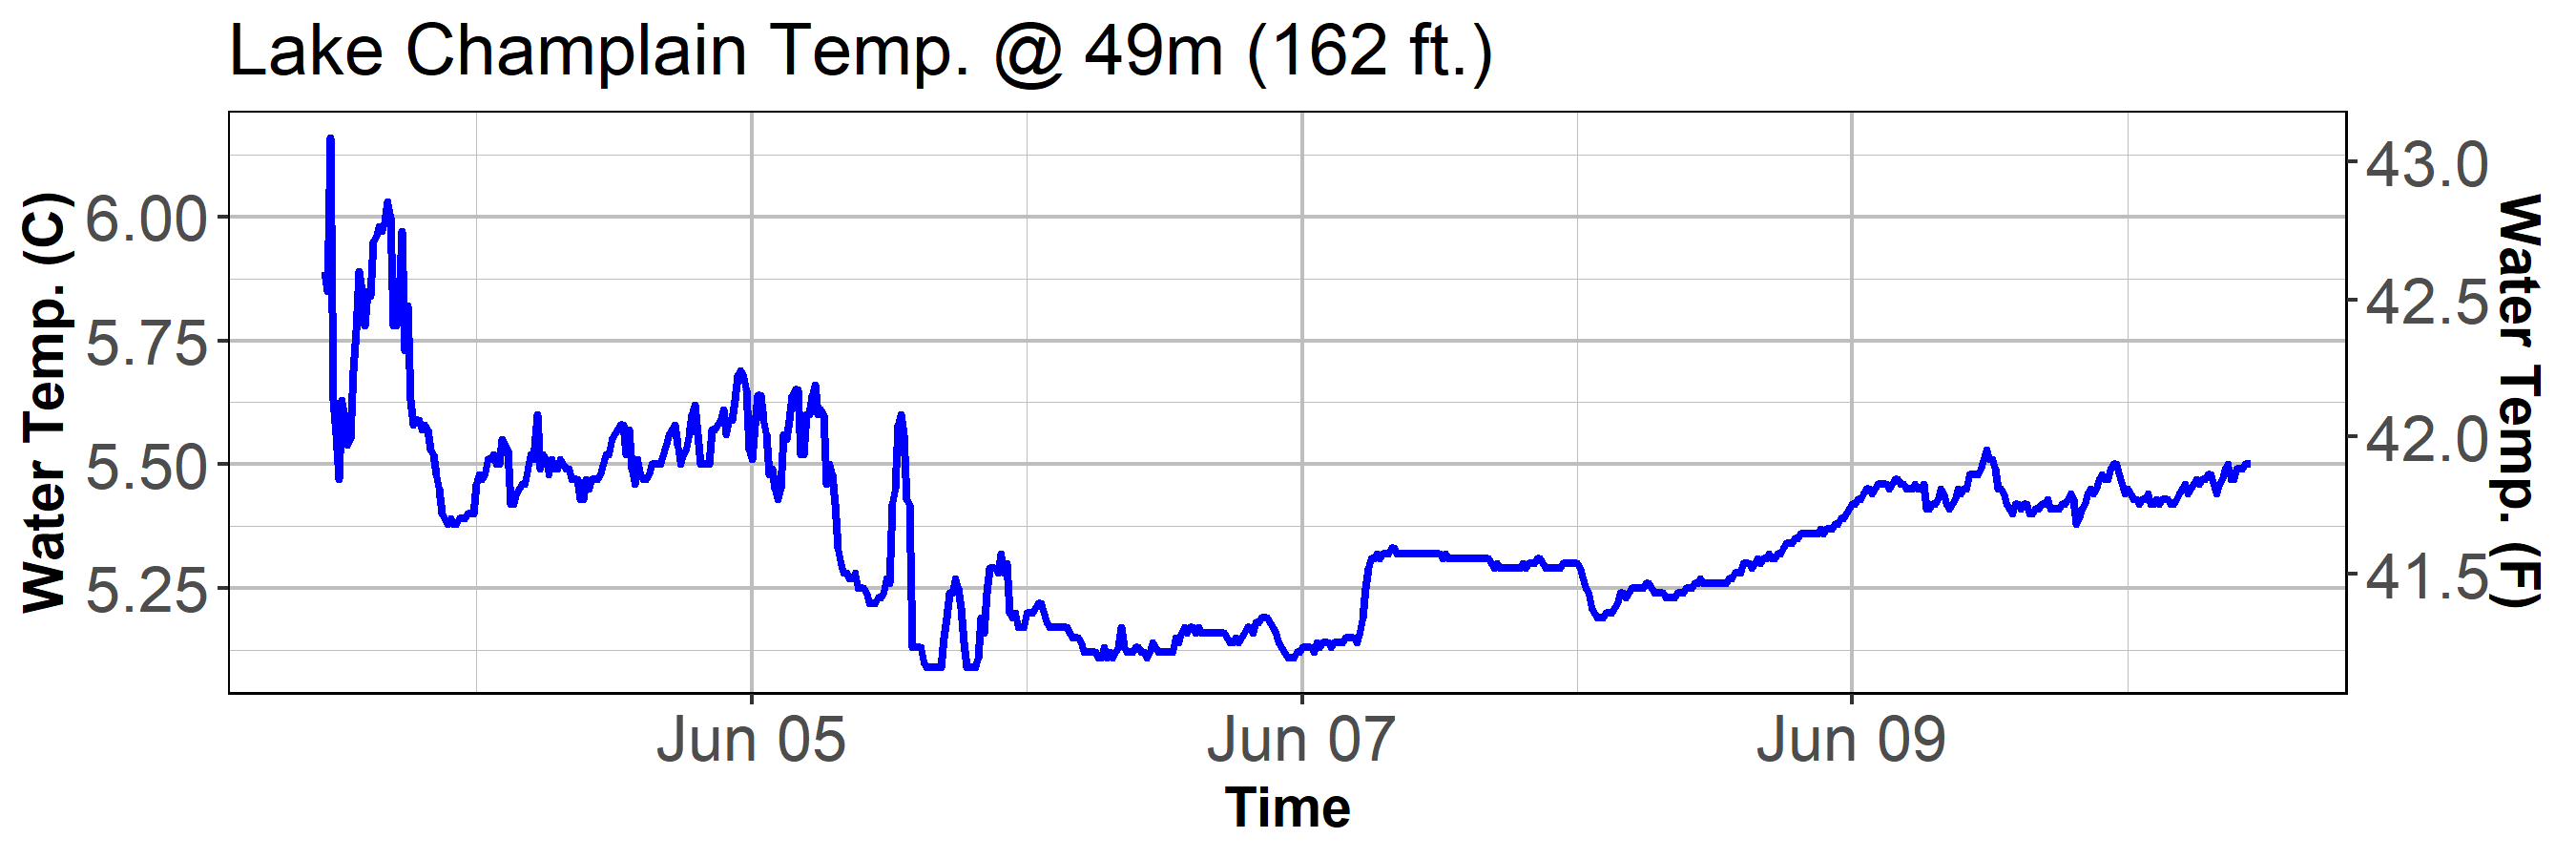 Lake Champlain Temp. @ 49m (162 ft.)
Water Temp. (C)
6.00
5.75
5.50
5.25
43.0
42.5
42.0
41.5
Water Temp. (F)
Jun 05
Jun 07
Jun 09
Time